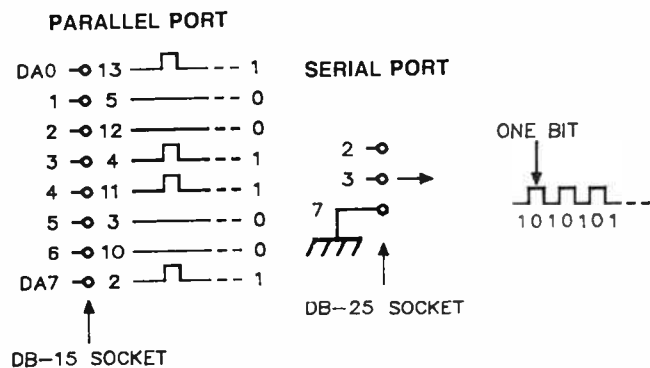 PARALLEL PORT
DA0 13 1
1 5 0
2 12 0
3 4 1
4 11 1
5 3 0
6 10 0
DA7 2 1
DB-15 SOCKET
SERIAL PORT
2
3
7
DB-25 SOCKET
ONE BIT
1010101